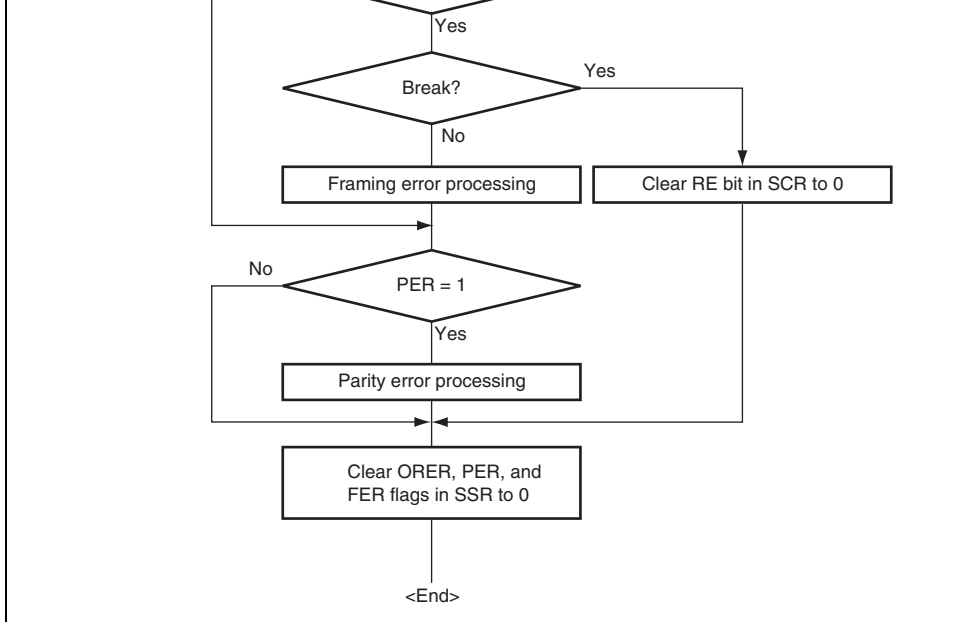 Yes
Yes
Break?
No
Framing error processing
Clear RE bit in SCR to 0
No
PER = 1
Yes
Parity error processing
Clear ORER, PER, and
FER flags in SSR to 0
<End>